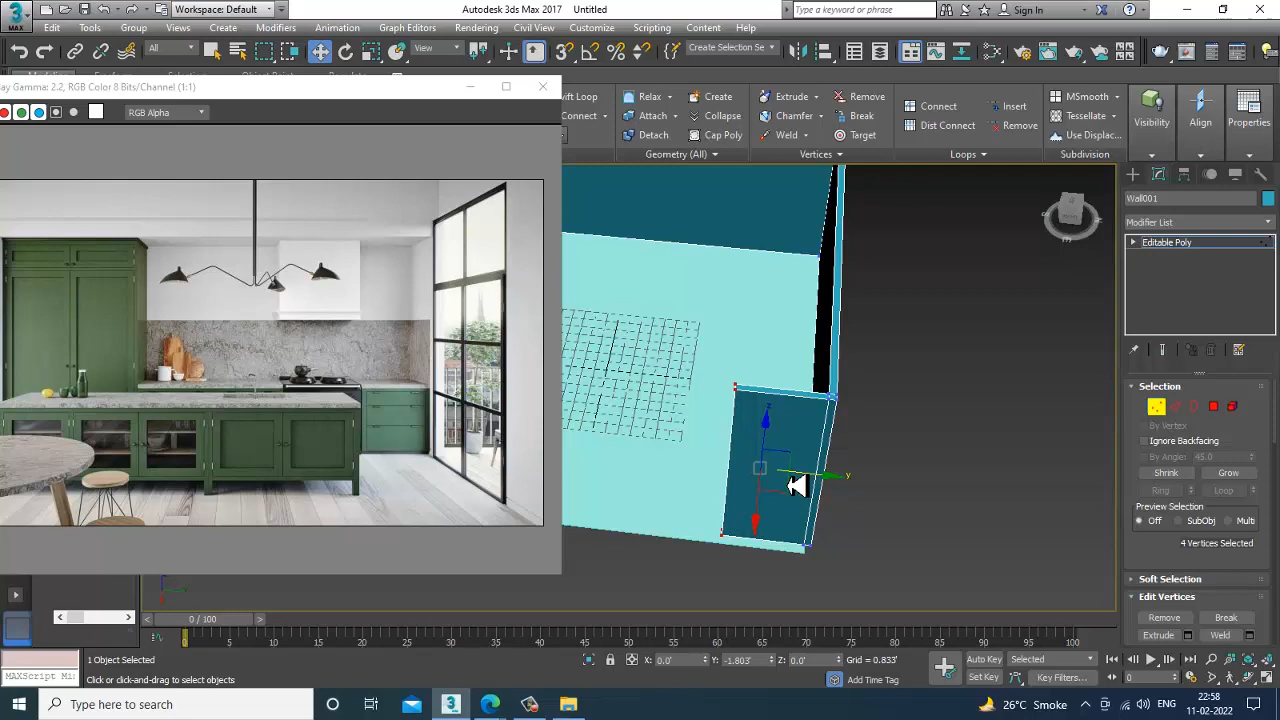 MAX
Workspace: Default
Autodesk 3ds Max 2017 Untitled
Type a keyword or phrase
Sign In
Edit Tools Group Views Create Modifiers Animation Graph Editors Rendering Civil View Customize Scripting Content Help
All
View
Create Selection Se
ay Gamma: 2.2, RGB Color 8 Bits/Channel (1:1)
RGB Alpha
wift Loop Relax Create Extrude Remove MSmooth
Connect Attach Collapse Chamfer Break Connect Insert Tessellate
Detach Cap Poly Weld Target Dist Connect Remove Use Displac...
Visibility Align Properties
Geometry (All) Vertices Loops Subdivision
Wall001
Modifier List
Editable Poly
z
y
Selection
By Vertex
Ignore Backfacing
By Angle: 45.0
Shrink Grow
Ring Loop
Preview Selection
Off SubObj Multi
4 Vertices Selected
Soft Selection
Edit Vertices
Remove Break
Extrude Weld
0 / 100
0 5 10 15 20 25 30 35 40 45 50 55 60 65 70 75 80 85 90 95 100
1 Object Selected
X: 0.0' Y: -1.803' Z: 0.0' Grid = 0.833'
Auto Key Selected
MAXScript Mi
Click or click-and-drag to select objects
Add Time Tag
Set Key Key Filters...
0
Type here to search
3
26°C Smoke
ENG
22:58
11-02-2022